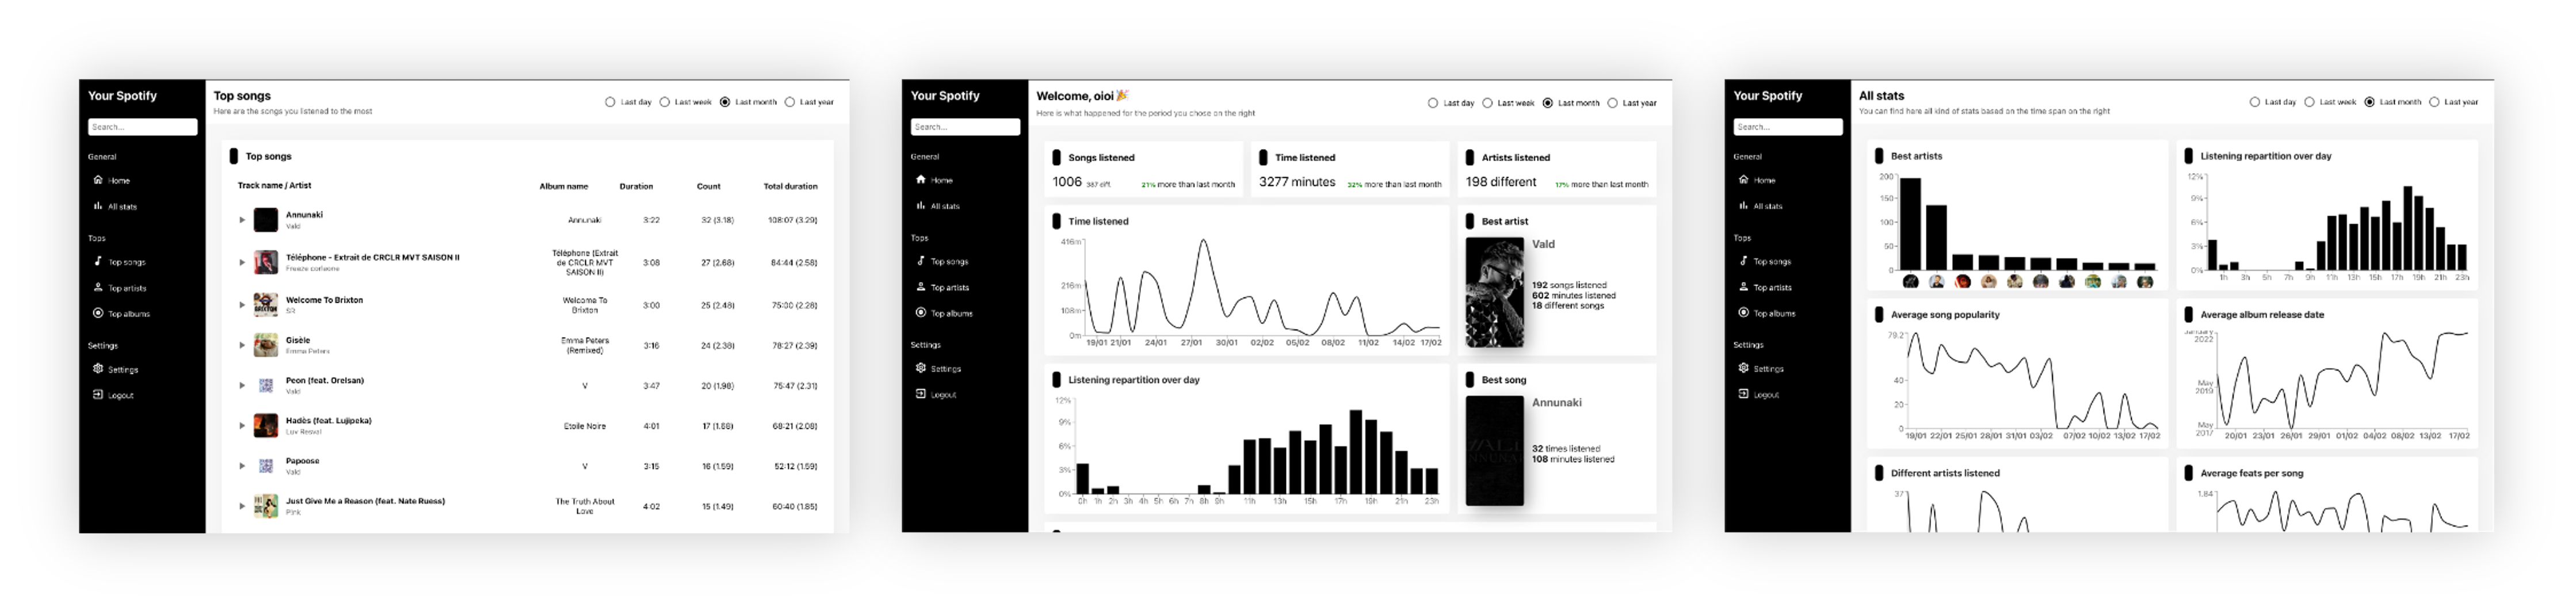 Your Spotify
Search...
General
Home
All stats
Tops
Top songs
Top artists
Top albums
Settings
Settings
Logout
Top songs
Here are the songs you listened to the most
Last day Last week Last month Last year
Top songs
Track name / Artist Album name Duration Count Total duration
Annunaki
Vald
Annunaki 3:22 32 (3.18) 108:07 (3.29)
Téléphone - Extrait de CRCLR MVT SAISON II
Freeze corleone
Téléphone (Extrait
de CRCLR MVT
SAISON II)
3:08 27 (2.68) 84:44 (2.58)
Welcome To Brixton
SR
Welcome To
Brixton
3:00 25 (2.48) 75:00 (2.28)
Gisèle
Emma Peters
Emma Peters
(Remixed)
3:16 24 (2.38) 78:27 (2.39)
Peon (feat. Orelsan)
Vald
V 3:47 20 (1.98) 75:47 (2.31)
Hadès (feat. Lujipeka)
Luv Resval
Etoile Noire 4:01 17 (1.68) 68:21 (2.08)
Papoose
Vald
V 3:15 16 (1.59) 52:12 (1.59)
Just Give Me a Reason (feat. Nate Ruess)
P!nk
The Truth About
Love
4:02 15 (1.49) 60:40 (1.85)
Your Spotify
Search...
General
Home
All stats
Tops
Top songs
Top artists
Top albums
Settings
Settings
Logout
Welcome, oioi🎉
Here is what happened for the period you chose on the right
Last day Last week Last month Last year
Songs listened
1006 387 diff. 21% more than last month
Time listened
3277 minutes 32% more than last month
Artists listened
198 different 17% more than last month
Time listened
416m
216m
108m
0m
19/01 21/01 24/01 27/01 30/01 02/02 05/02 08/02 11/02 14/02 17/02
Best artist
Vald
192 songs listened
602 minutes listened
18 different songs
Listening repartition over day
12%
9%
6%
3%
0%
0h 1h 2h 3h 4h 5h 6h 7h 8h 9h 11h 13h 15h 17h 19h 21h 23h
Best song
Annunaki
32 times listened
108 minutes listened
Your Spotify
Search...
General
Home
All stats
Tops
Top songs
Top artists
Top albums
Settings
Settings
Logout
All stats
You can find here all kind of stats based on the time span on the right
Last day Last week Last month Last year
Best artists
200
150
100
50
0
Listening repartition over day
12%
9%
6%
3%
0%
1h 3h 5h 7h 9h 11h 13h 15h 17h 19h 21h 23h
Average song popularity
79.2
40
20
0
19/01 22/01 25/01 28/01 31/01 03/02 07/02 10/02 13/02 17/02
Average album release date
January
2022
May
2019
May
2017
20/01 23/01 26/01 29/01 01/02 04/02 08/02 13/02 17/02
Different artists listened
37
Average feats per song
1.84